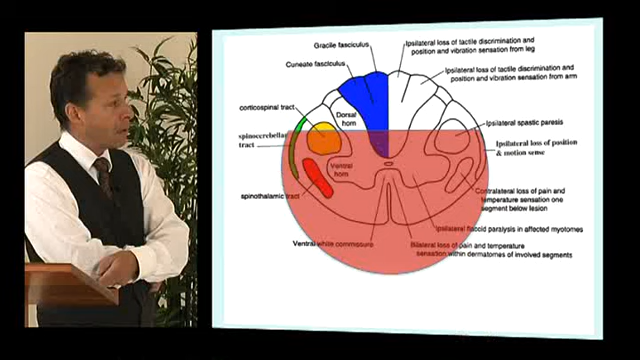 Gracile fasciculus
Cuneate fasciculus
corticospinal tract
spinocerebellar
tract
spinothalamic tract
Ventral white commissure
Dorsal
horn
Ventral
horn
Ipsilateral loss of tactile discrimination and
position and vibration sensation from leg
Ipsilateral loss of tactile discrimination and
position and vibration sensation from arm
Ipsilateral spastic paresis
Ipsilateral loss of position
& motion sense
Contralateral loss of pain and
temperature sensation one
segment below lesion
Ipsilateral flaccid paralysis in affected myotomes
Bilateral loss of pain and temperature
sensation within dermatomes of involved segments